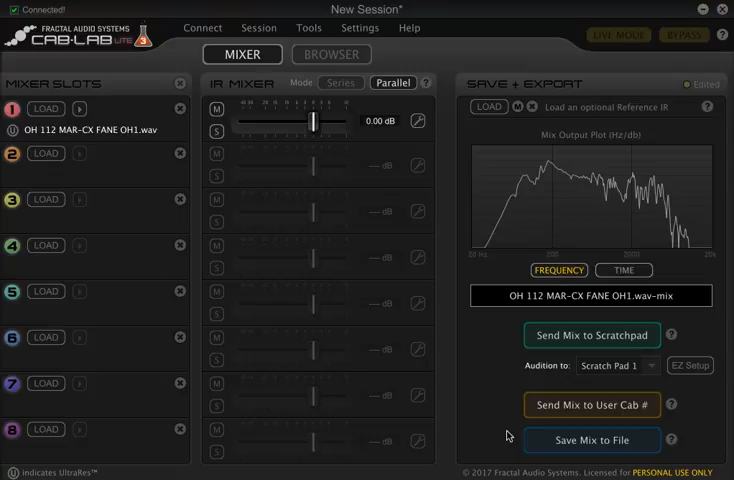 Connected!
New Session*
FRACTAL AUDIO SYSTEMS
CAB-LAB LITE 3
Connect Session Tools Settings Help
LIVE MODE BYPASS ?
MIXER BROWSER
MIXER SLOTS
IR MIXER Mode Series Parallel ?
SAVE + EXPORT Edited
1 LOAD
U OH 112 MAR-CX FANE OH1.wav
2 LOAD
3 LOAD
4 LOAD
5 LOAD
6 LOAD
7 LOAD
8 LOAD
M
S 0.00 dB
M
S --- dB
M
S --- dB
M
S --- dB
M
S --- dB
M
S --- dB
M
S --- dB
M
S --- dB
LOAD M Load an optional Reference IR ?
Mix Output Plot (Hz/db)
20 Hz 200 2000 20k
FREQUENCY TIME
OH 112 MAR-CX FANE OH1.wav-mix
Send Mix to Scratchpad ?
Audition to: Scratch Pad 1 EZ Setup
Send Mix to User Cab # ?
Save Mix to File ?
U indicates UltraRes™
© 2017 Fractal Audio Systems. Licensed for PERSONAL USE ONLY